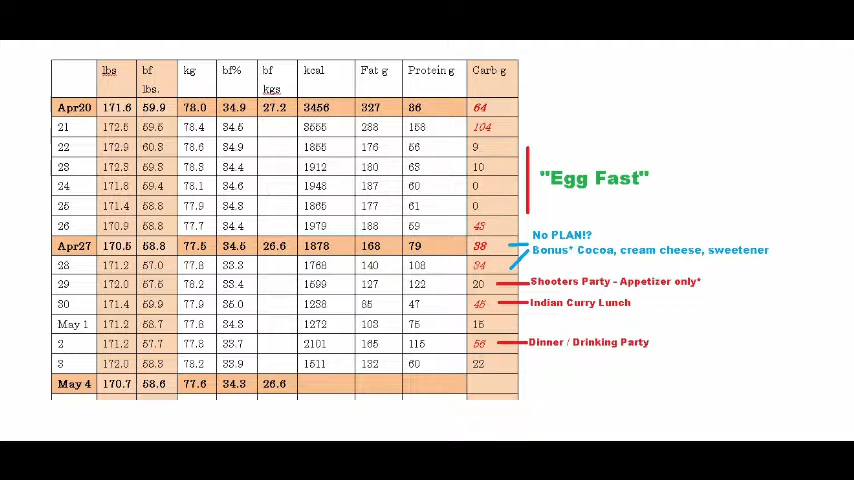 lbs bf lbs. kg bf% bf kgs kcal Fat g Protein g Carb g
Apr20 171.6 59.9 78.0 34.9 27.2 3456 327 86 64
21 172.5 59.5 78.4 34.5 3555 288 158 104
22 172.9 60.3 78.6 34.9 1855 176 56 9
23 172.3 59.3 78.3 34.4 1912 180 63 10
24 171.8 59.4 78.1 34.6 1948 187 60 0
25 171.4 58.8 77.9 34.3 1865 177 61 0
"Egg Fast"
26 170.9 58.8 77.7 34.4 1979 188 59 43
Apr27 170.5 58.8 77.5 34.5 26.6 1878 168 79 38
No PLAN!?
Bonus* Cocoa, cream cheese, sweetener
28 171.2 57.0 77.8 33.3 1768 140 108 34
29 172.0 57.5 78.2 33.4 1599 127 122 20
Shooters Party - Appetizer only*
30 171.4 59.9 77.9 35.0 1238 85 47 45
Indian Curry Lunch
May 1 171.2 58.7 77.8 34.3 1272 103 75 15
2 171.2 57.7 77.8 33.7 2101 165 115 56
Dinner / Drinking Party
3 172.0 58.3 78.2 33.9 1511 132 60 22
May 4 170.7 58.6 77.6 34.3 26.6